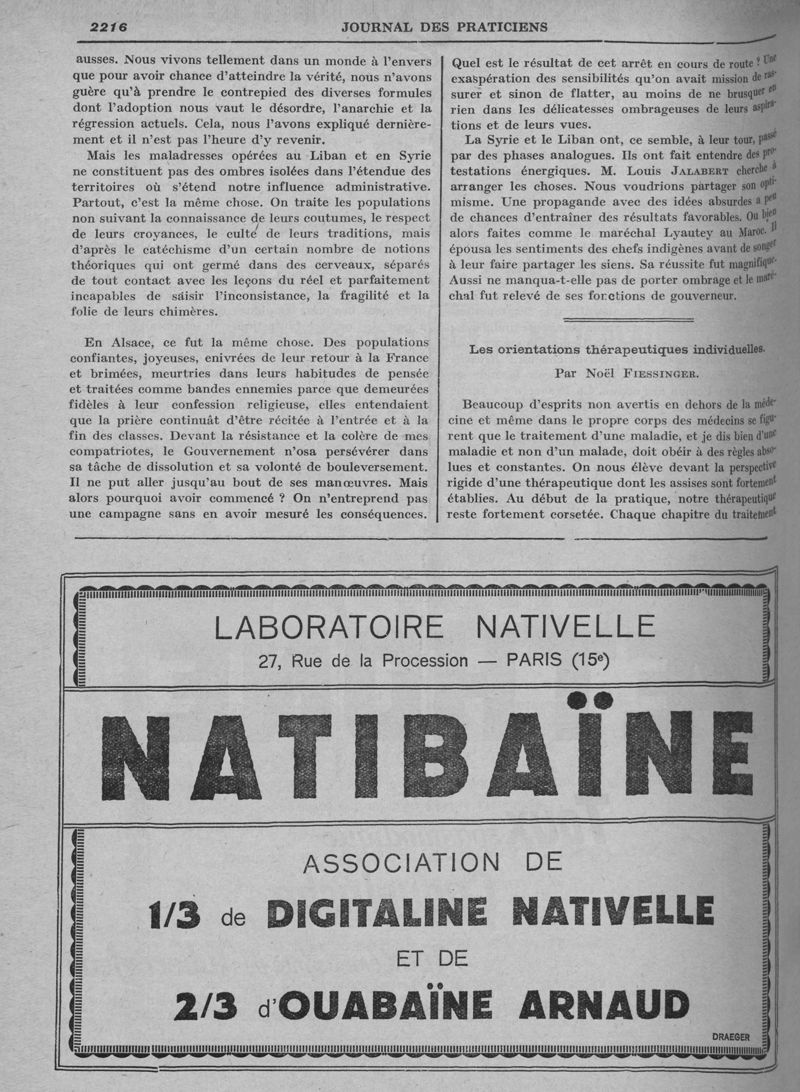 2216
JOURNAL DES PRATICIENS
ausses. Nous vivons tellement dans un monde à l'envers
que pour avoir chance d'atteindre la vérité, nous n'avons
guère qu'à prendre le contrepied des diverses formules
dont l'adoption nous vaut le désordre, l'anarchie et la
régression actuels. Cela, nous l'avons expliqué dernière-
ment et il n'est pas l'heure d'y revenir.
Mais les maladresses opérées au Liban et en Syrie
ne constituent pas des ombres isolées dans l'étendue des
territoires où s'étend notre influence administrative.
Partout, c'est la même chose. On traite les populations
non suivant la connaissance de leurs coutumes, le respect
de leurs croyances, le culte de leurs traditions, mais
d'après le catéchisme d'un certain nombre de notions
théoriques qui ont germé dans des cerveaux, séparés
de tout contact avec les leçons du réel et parfaitement
incapables de saisir l'inconsistance, la fragilité et la
folie de leurs chimères.
En Alsace, ce fut la même chose. Des populations
confiantes, joyeuses, enivrées de leur retour à la France
et brimées, meurtries dans leurs habitudes de pensée
et traitées comme bandes ennemies parce que demeurées
fidèles à leur confession religieuse, elles entendaient
que la prière continuât d'être récitée à l'entrée et à la
fin des classes. Devant la résistance et la colère de mes
compatriotes, le Gouvernement n'osa persévérer dans
sa tâche de dissolution et sa volonté de bouleversement.
Il ne put aller jusqu'au bout de ses manœuvres. Mais
alors pourquoi avoir commencé ? On n'entreprend pas
une campagne sans en avoir mesuré les conséquences.
Quel est le résultat de cet arrêt en cours de route ? Une
exaspération des sensibilités qu'on avait mission de ras-
surer et sinon de flatter, au moins de ne brusquer en
rien dans les délicatesses ombrageuses de leurs aspira-
tions et de leurs vues.
La Syrie et le Liban ont, ce semble, à leur tour, passé
par des phases analogues. Ils ont fait entendre des pro-
testations énergiques. M. Louis JALABERT cherche à
arranger les choses. Nous voudrions partager son opti-
misme. Une propagande avec des idées absurdes a peu
de chances d'entraîner des résultats favorables. Ou bien
alors faites comme le maréchal Lyautey au Maroc. Il
épousa les sentiments des chefs indigènes avant de songer
à leur faire partager les siens. Sa réussite fut magnifique.
Aussi ne manqua-t-elle pas de porter ombrage et le maré-
chal fut relevé de ses fonctions de gouverneur.
Les orientations thérapeutiques individuelles.
Par Noël FIESSINGER.
Beaucoup d'esprits non avertis en dehors de la méde-
cine et même dans le propre corps des médecins se figu-
rent que le traitement d'une maladie, et je dis bien d'une
maladie et non d'un malade, doit obéir à des règles abso-
lues et constantes. On nous élève devant la perspective
rigide d'une thérapeutique dont les assises sont fortement
établies. Au début de la pratique, notre thérapeutique
reste fortement corsetée. Chaque chapitre du traitement
LABORATOIRE NATIVELLE
27, Rue de la Procession — PARIS (15e)
NATIBAÏNE
ASSOCIATION DE
1/3 de DIGITALINE NATIVELLE
ET DE
2/3 d'OUABAÏNE ARNAUD
DRAEGER